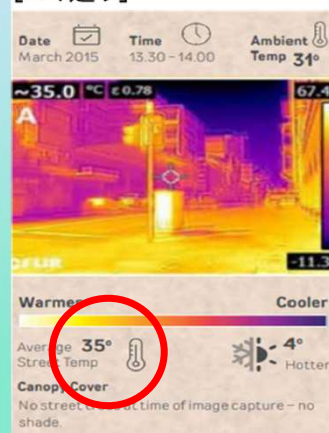 Date
March 2015
Time
13.30 – 14.00
Ambient
Temp 31°
~35.0 °C ε 0.78
67.4
A
FLIR
-11.3
Warmer
Cooler
Average 35°
Street Temp
4°
Hotter
Canopy Cover
No street trees at time of image capture – no
shade.